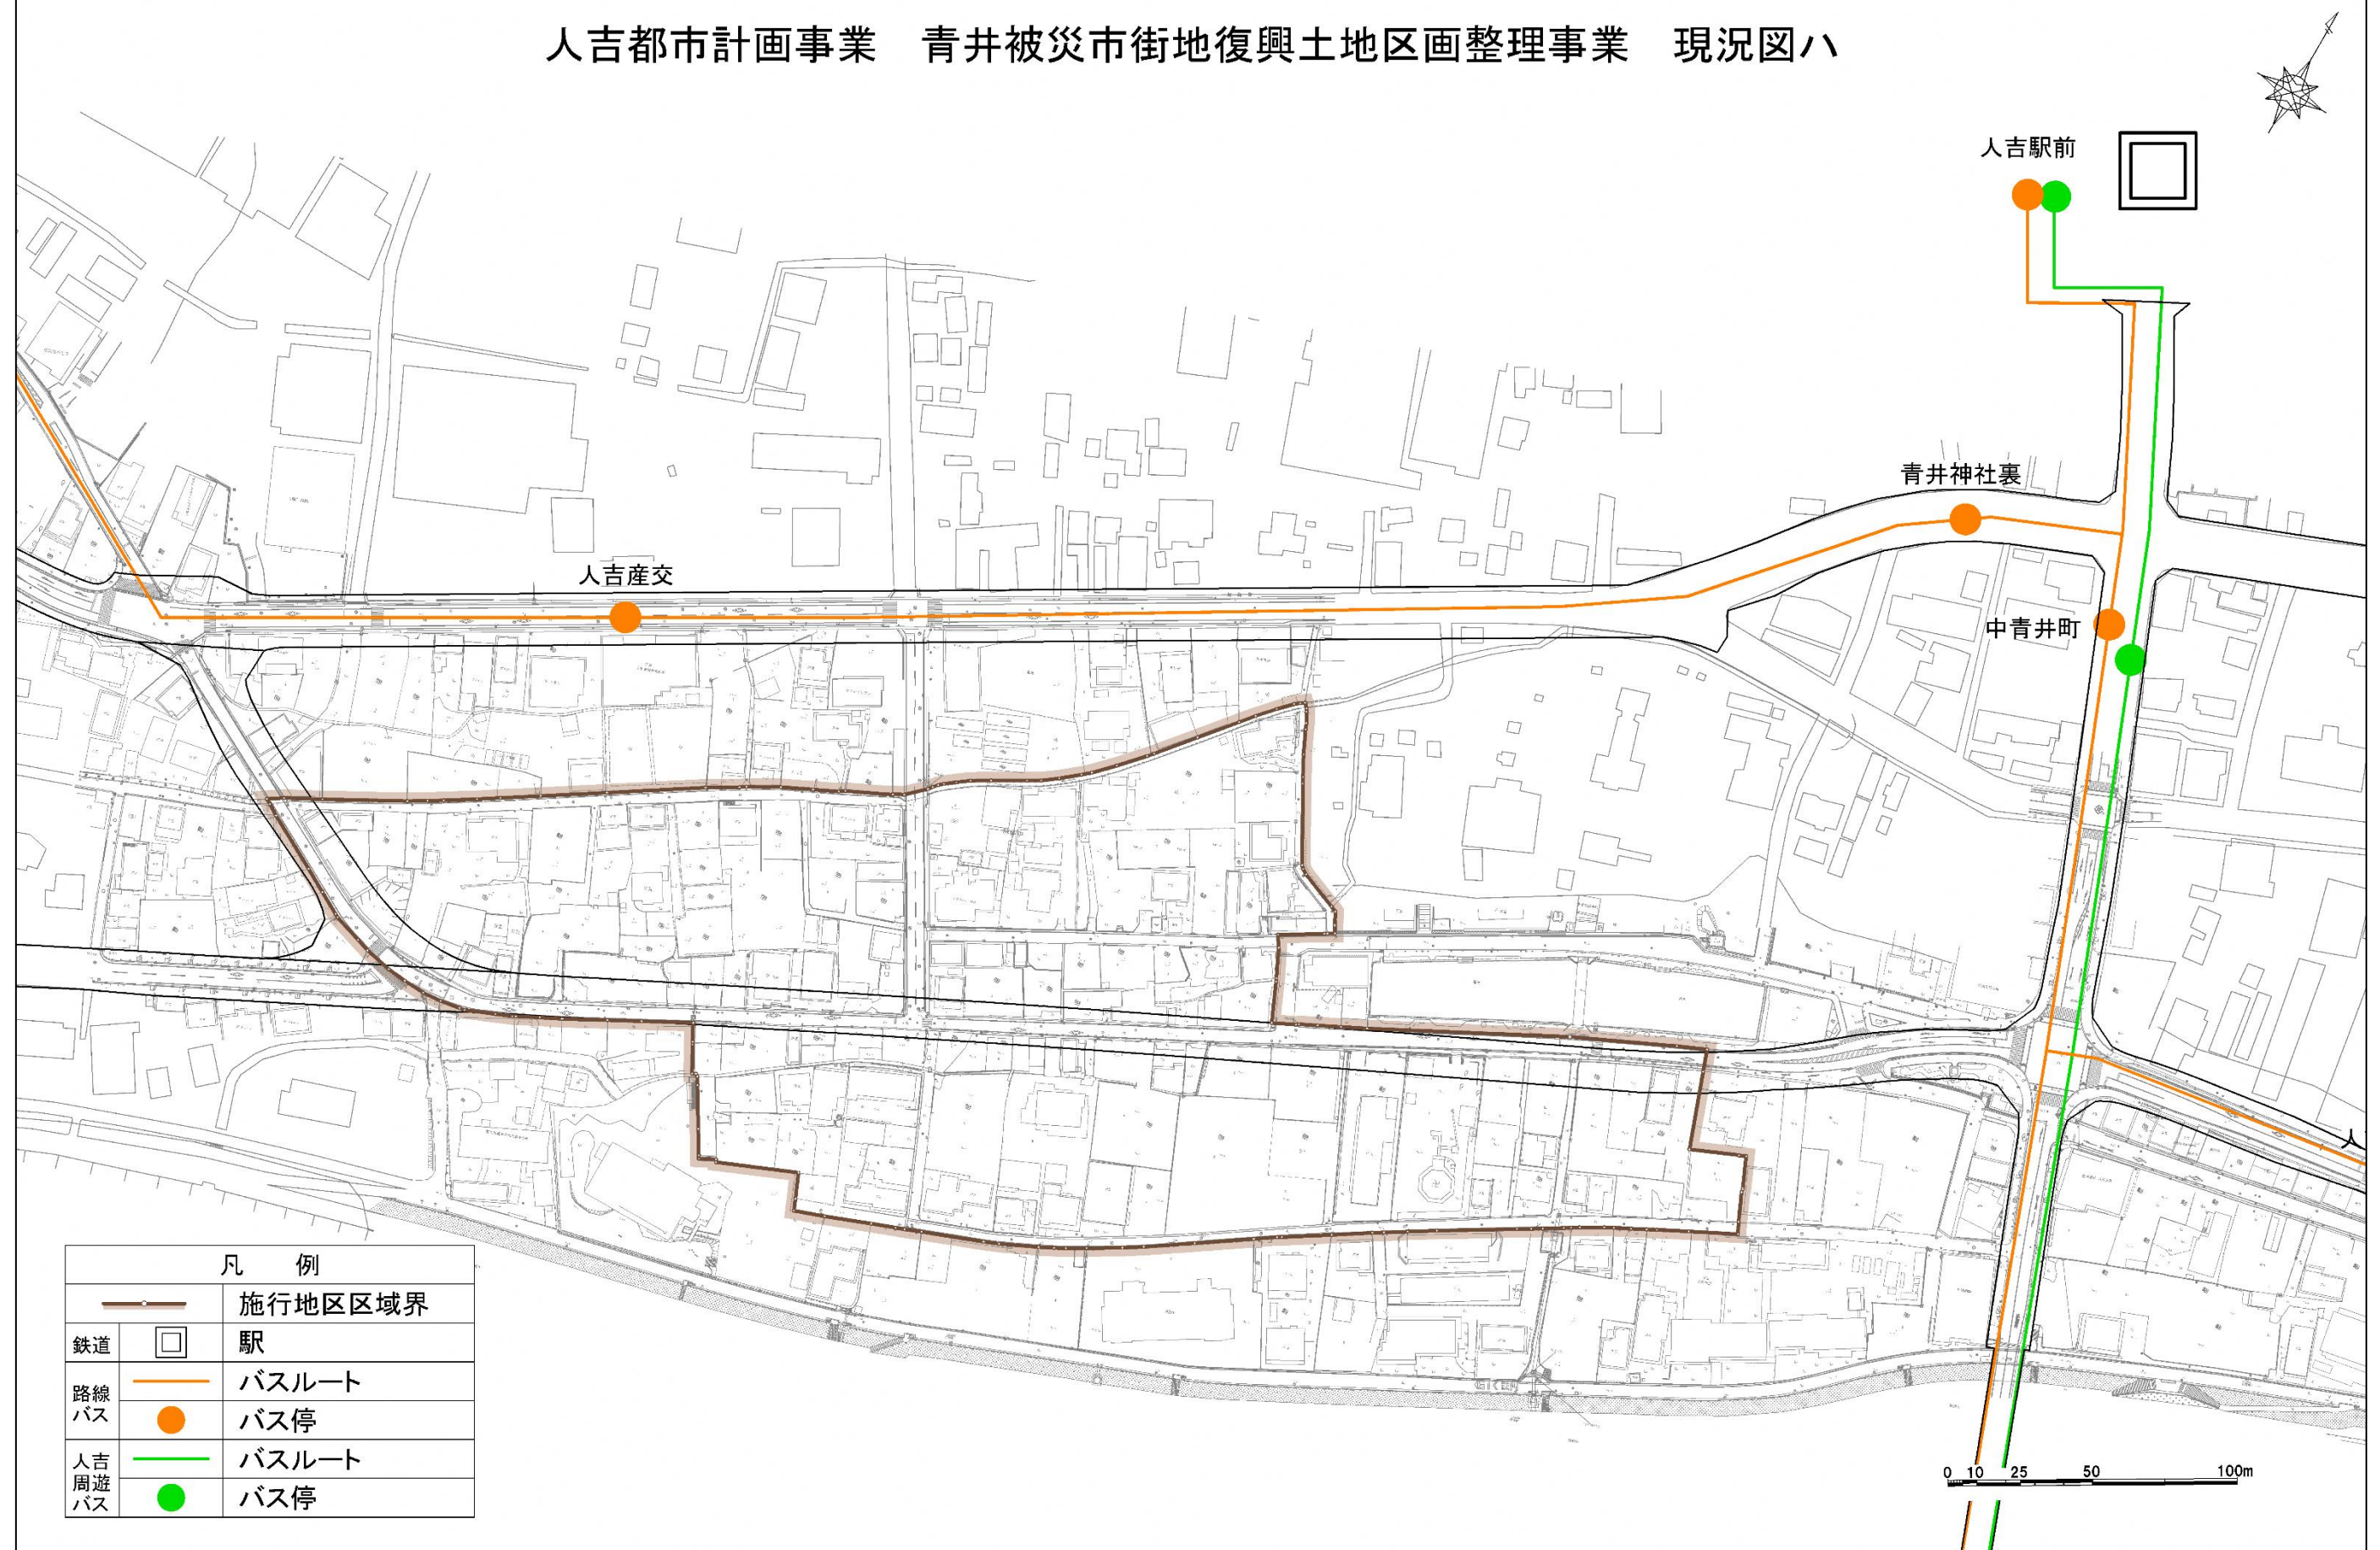 人吉都市計画事業　青井被災市街地復興土地区画整理事業　現況図ハ
人吉駅前
青井神社裏
人吉産交
中青井町
人
凡　例
施行地区区域界
鉄道
駅
路線バス
バスルート
バス停
人吉周遊バス
バスルート
バス停
0 10 25 50 100m